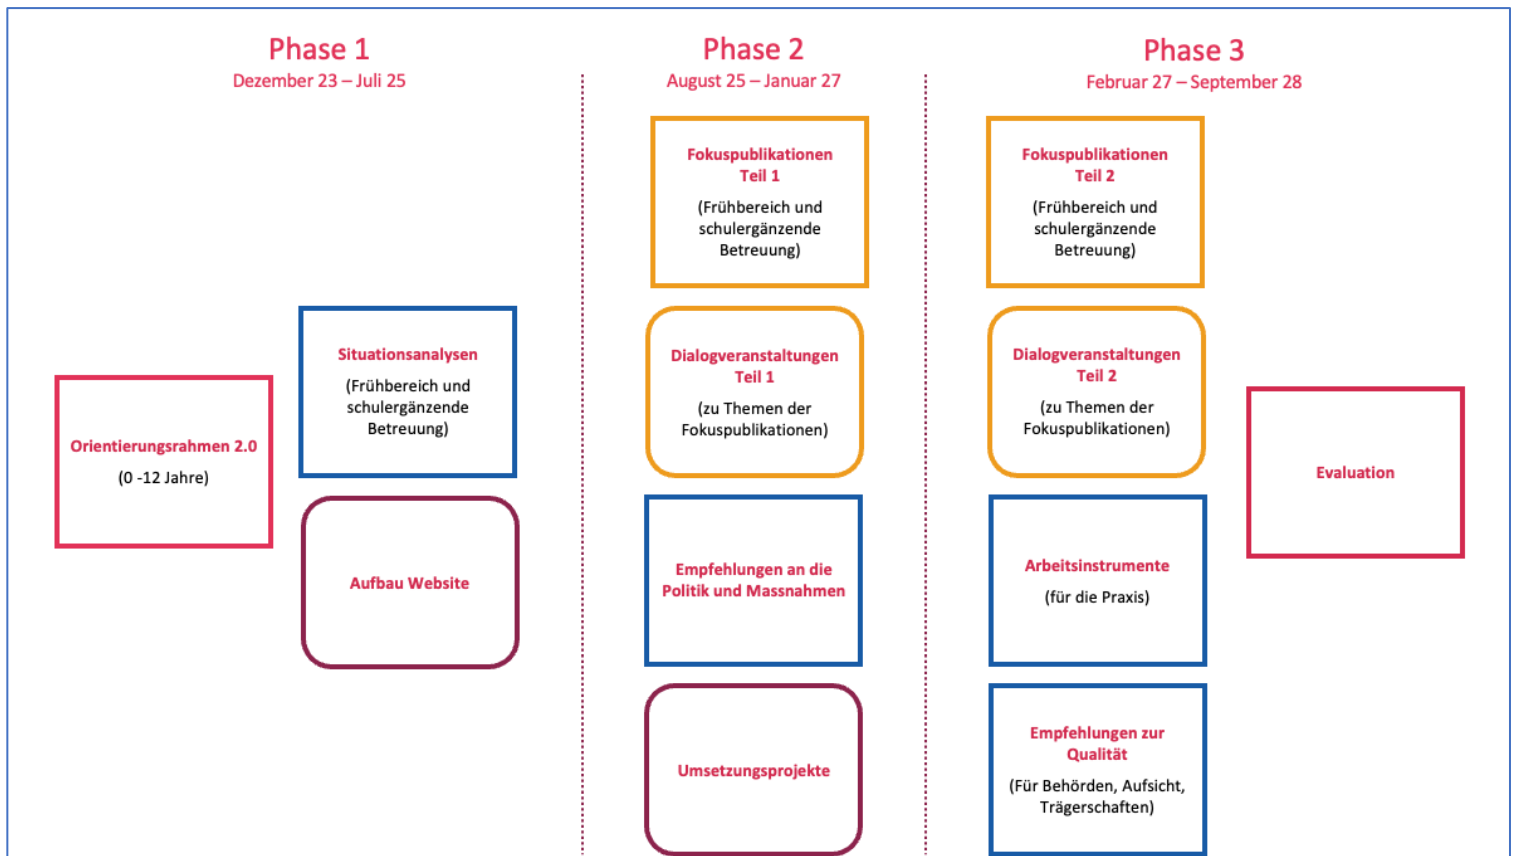 Phase 1
Dezember 23 – Juli 25
Orientierungsrahmen 2.0
(0 -12 Jahre)
Situationsanalysen
(Frühbereich und
schulergänzende
Betreuung)
Aufbau Website
Phase 2
August 25 – Januar 27
Fokuspublikationen
Teil 1
(Frühbereich und
schulergänzende
Betreuung)
Dialogveranstaltungen
Teil 1
(zu Themen der
Fokuspublikationen)
Empfehlungen an die
Politik und Massnahmen
Umsetzungsprojekte
Phase 3
Februar 27 – September 28
Fokuspublikationen
Teil 2
(Frühbereich und
schulergänzende
Betreuung)
Dialogveranstaltungen
Teil 2
(zu Themen der
Fokuspublikationen)
Arbeitsinstrumente
(für die Praxis)
Empfehlungen zur
Qualität
(Für Behörden, Aufsicht,
Trägerschaften)
Evaluation